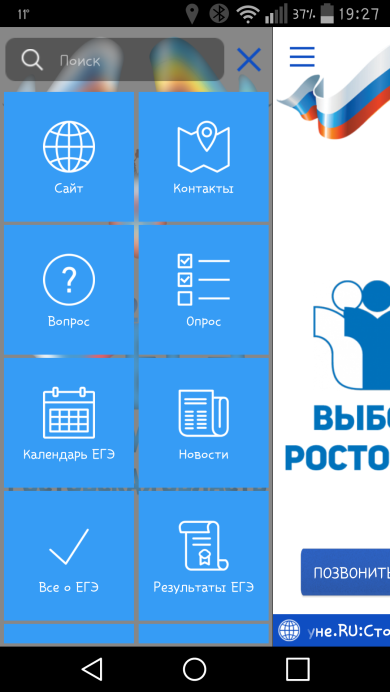 11° 37% 19:27
Поиск
Сайт
Контакты
Вопрос
Опрос
Календарь ЕГЭ
Новости
Все о ЕГЭ
Результаты ЕГЭ
ВЫБО
РОСТО
ПОЗВОНИТЬ
уне.RU:Сто